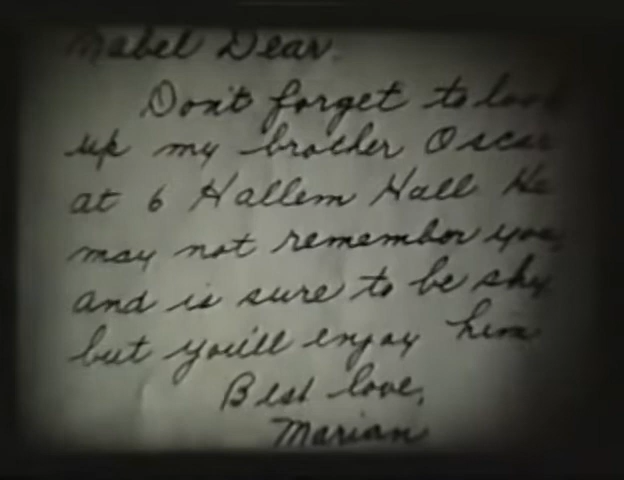 Mabel Dear.
Don't forget to look
up my brother Oscar
at 6 Hallem Hall He
may not remember you,
and is sure to be shy
but you'll enjoy him
Best love,
Marian